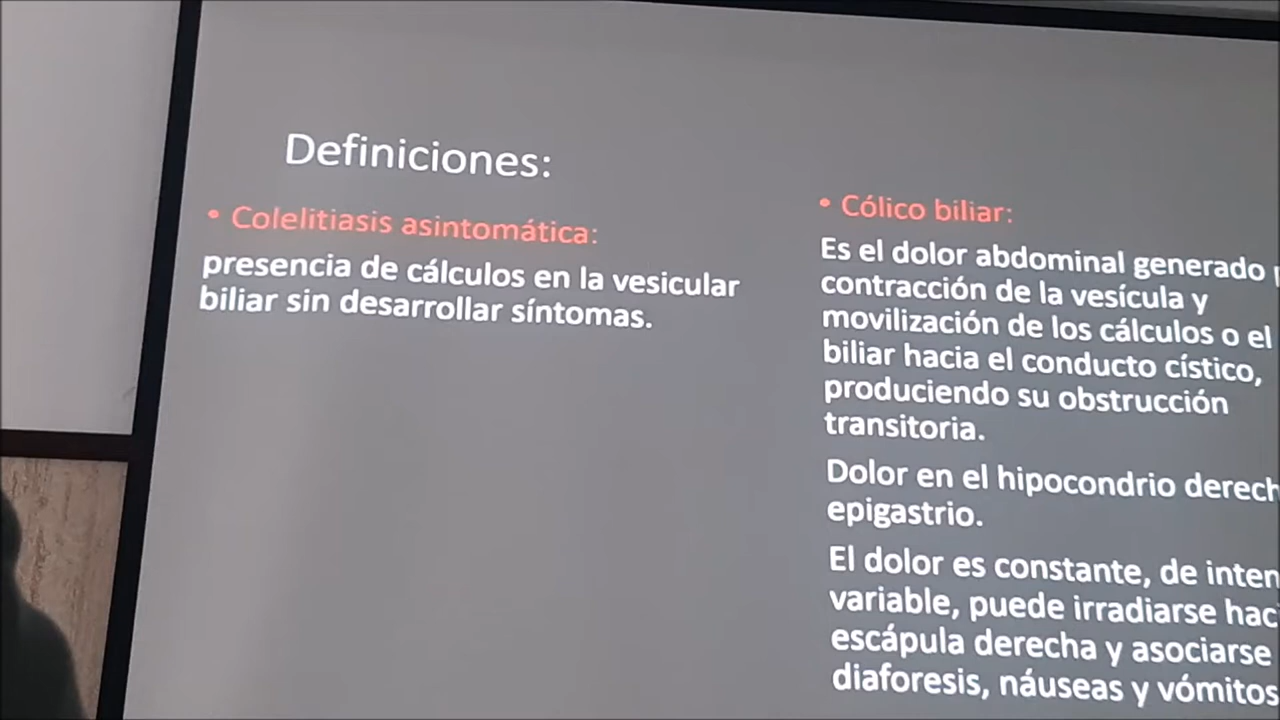 Definiciones:
• Colelitiasis asintomática:
presencia de cálculos en la vesicular
biliar sin desarrollar síntomas.
• Cólico biliar:
Es el dolor abdominal generado
contracción de la vesícula y
movilización de los cálculos o el
biliar hacia el conducto cístico,
produciendo su obstrucción
transitoria.
Dolor en el hipocondrio
epigastrio.
El dolor es constante, de
variable, puede irradiarse
escápula derecha y asociarse
diaforesis, náuseas y vómitos